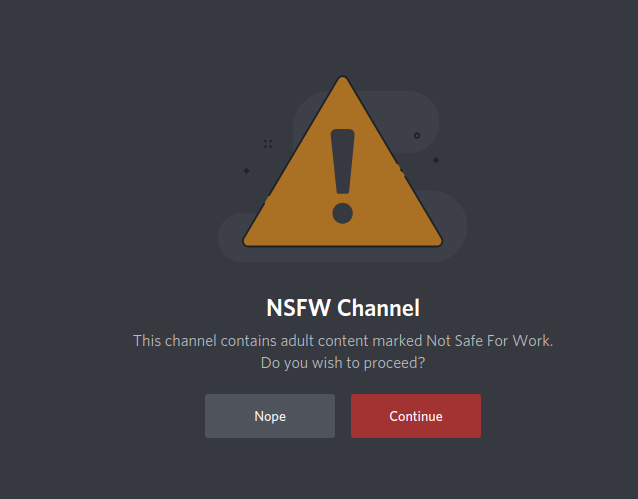 NSFW Channel
This channel contains adult content marked Not Safe For Work.
Do you wish to proceed?
Nope
Continue